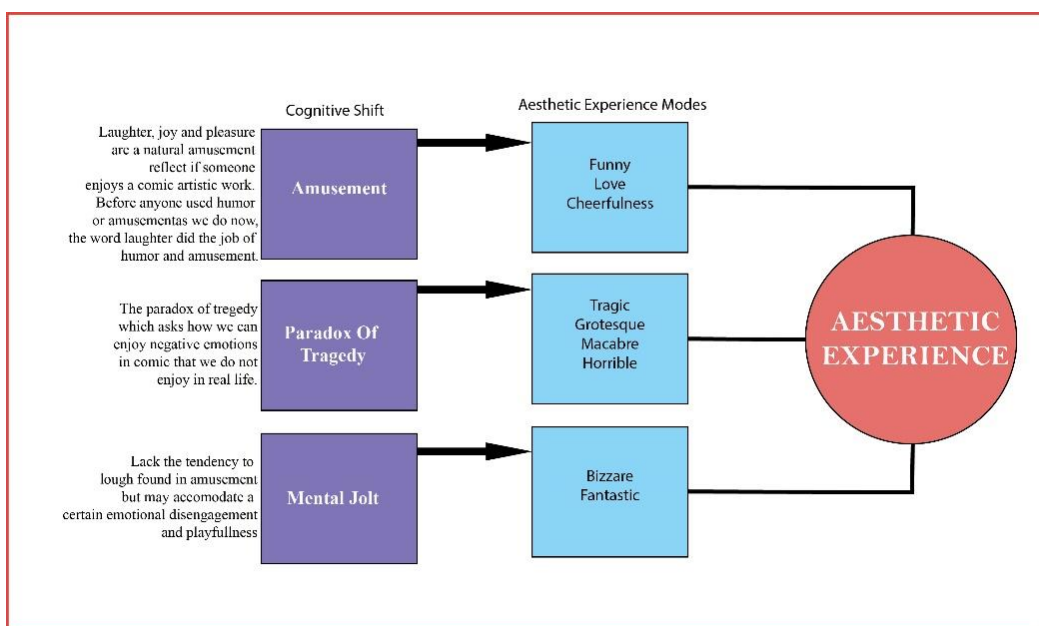 Cognitive Shift
Aesthetic Experience Modes
Laughter, joy and pleasure
are a natural amusement
reflect if someone
enjoys a comic artistic work.
Before anyone used humor
or amusementas we do now,
the word laughter did the job of
humor and amusement.
Amusement
Funny
Love
Cheerfulness
The paradox of tregedy
which asks how we can
enjoy negative emotions
in comic that we do not
enjoy in real life.
Paradox Of
Tragedy
Tragic
Grotesque
Macabre
Horrible
AESTHETIC
EXPERIENCE
Lack the tendency to
lough found in amusement
but may accomodate a
certain emotional disengagement
and playfullness
Mental Jolt
Bizzare
Fantastic